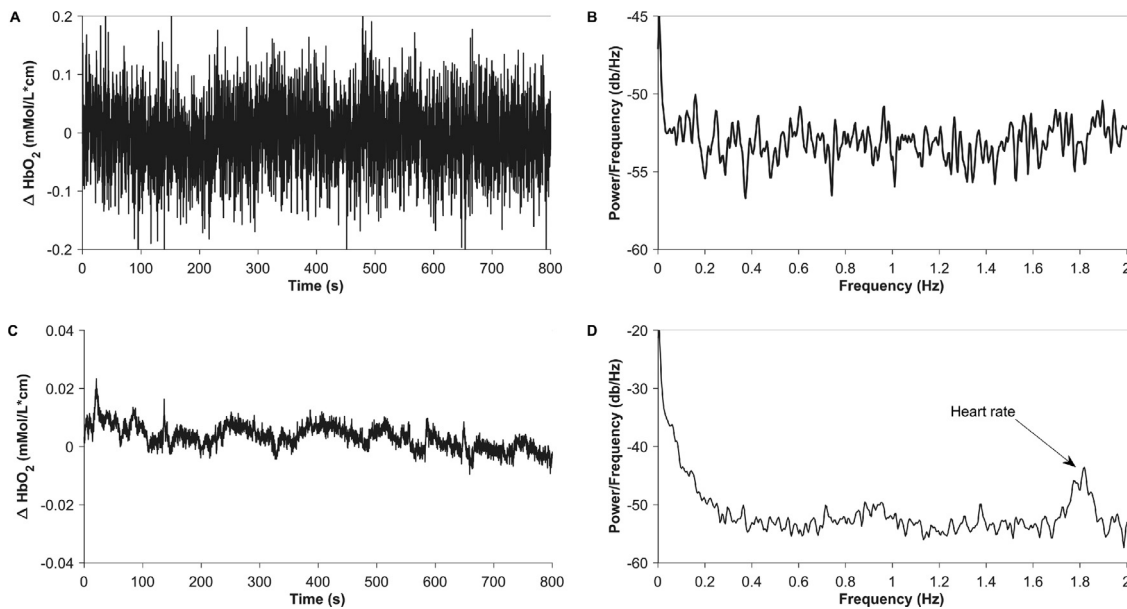 A
Δ HbO2 (mMol/L*cm)
0.2
0.1
0
-0.1
-0.2
0 100 200 300 400 500 600 700 800
Time (s)
B
Power/Frequency (db/Hz)
-45
-50
-55
-60
0 0.2 0.4 0.6 0.8 1 1.2 1.4 1.6 1.8 2
Frequency (Hz)
C
Δ HbO2 (mMol/L*cm)
0.04
0.02
0
-0.02
-0.04
0 100 200 300 400 500 600 700 800
Time (s)
D
Power/Frequency (db/Hz)
-20
-30
-40
-50
-60
Heart rate
0 0.2 0.4 0.6 0.8 1 1.2 1.4 1.6 1.8 2
Frequency (Hz)